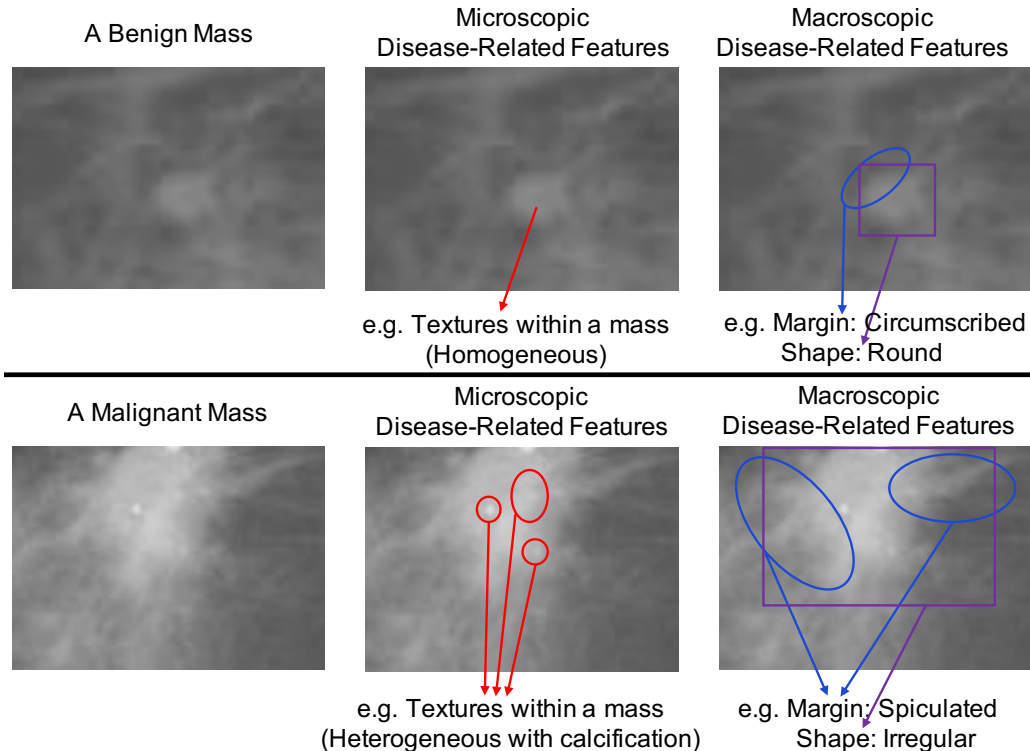 A Benign Mass
Microscopic
Disease-Related Features
Macroscopic
Disease-Related Features
e.g. Textures within a mass
(Homogeneous)
e.g. Margin: Circumscribed
Shape: Round
A Malignant Mass
Microscopic
Disease-Related Features
Macroscopic
Disease-Related Features
e.g. Textures within a mass
(Heterogeneous with calcification)
e.g. Margin: Spiculated
Shape: Irregular